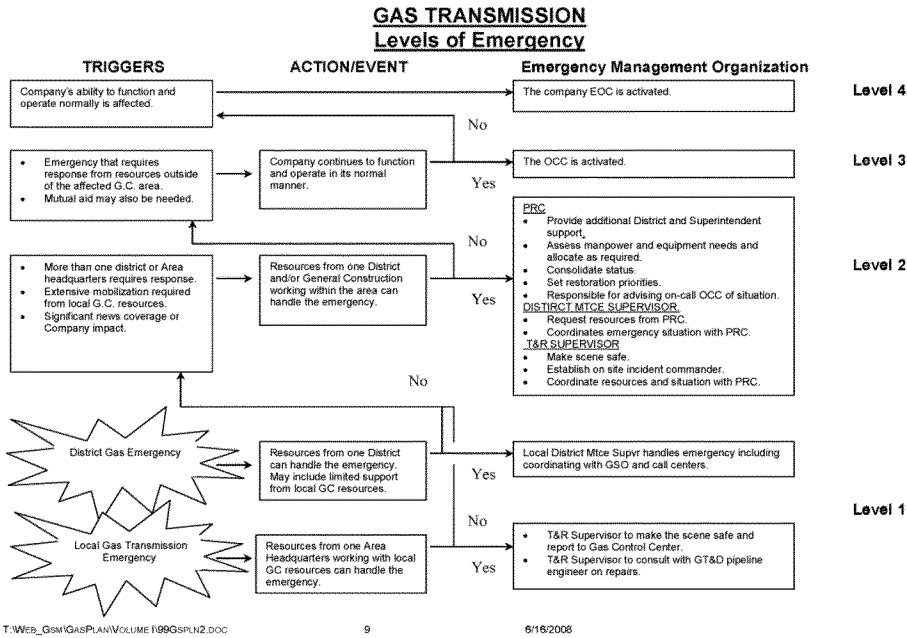 GAS TRANSMISSION
Levels of Emergency
TRIGGERS
ACTION/EVENT
Emergency Management Organization
Company's ability to function and
operate normally is affected.
The company EOC is activated.
Level 4
No
• Emergency that requires
response from resources outside
of the affected G.C. area.
• Mutual aid may also be needed.
Company continues to function
and operate in its normal
manner.
Yes
The OCC is activated.
Level 3
No
• More than one district or Area
headquarters requires response.
• Extensive mobilization required
from local G.C. resources.
• Significant news coverage or
Company impact.
Resources from one District
and/or General Construction
working within the area can
handle the emergency.
Yes
PRC
• Provide additional District and Superintendent
support.
• Assess manpower and equipment needs and
allocate as required.
• Consolidate status.
• Set restoration priorities.
• Responsible for advising on-call OCC of situation.
DISTIRCT MTCE SUPERVISOR.
• Request resources from PRC.
• Coordinates emergency situation with PRC.
T&R SUPERVISOR
• Make scene safe.
• Establish on site incident commander.
• Coordinate resources and situation with PRC.
Level 2
No
District Gas Emergency
Resources from one District
can handle the emergency.
May include limited support
from local GC resources.
Yes
Local District Mtce Supvr handles emergency including
coordinating with GSO and call centers.
Level 1
No
Local Gas Transmission
Emergency
Resources from one Area
Headquarters working with local
GC resources can handle the
emergency.
Yes
• T&R Supervisor to make the scene safe and
report to Gas Control Center.
• T&R Supervisor to consult with GT&D pipeline
engineer on repairs.
T:\WEB_GSM\GASPLAN\VOLUME I\99GSPLN2.DOC
9
6/16/2008